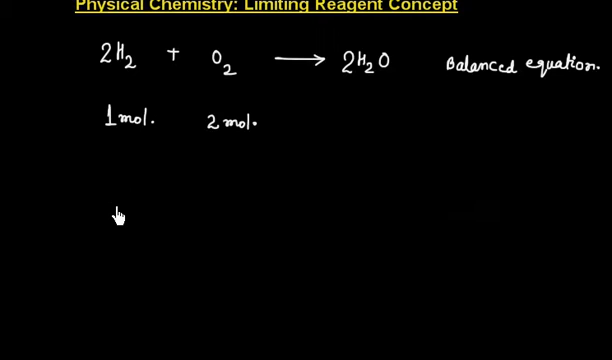 Physical Chemistry: Limiting Reagent Concept
2H₂ + O₂ → 2H₂O Balanced equation.
1 mol. 2 mol.